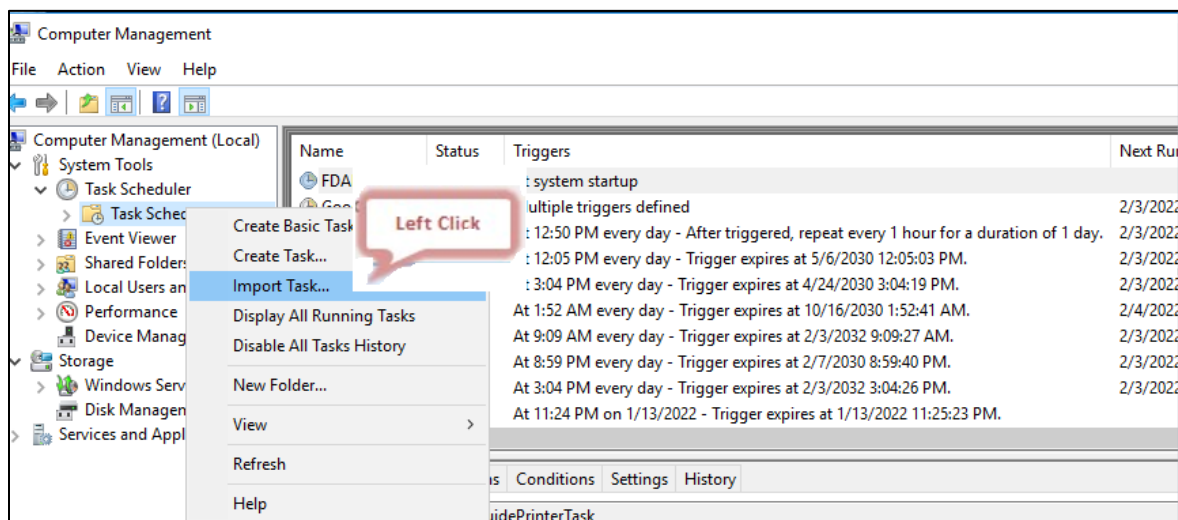 Computer Management
File Action View Help
Computer Management (Local)
System Tools
Task Scheduler
Task Sched
Event Viewer
Shared Folders
Local Users an
Performance
Device Manag
Storage
Windows Serv
Disk Managen
Services and Appl
Create Basic Task
Create Task...
Import Task...
Display All Running Tasks
Disable All Tasks History
New Folder...
View
Refresh
Help
Left Click
Name Status Triggers Next Run
FDA t system startup
Goo ultiple triggers defined 2/3/2022
t 12:50 PM every day - After triggered, repeat every 1 hour for a duration of 1 day. 2/3/2022
t 12:05 PM every day - Trigger expires at 5/6/2030 12:05:03 PM. 2/3/2022
t 3:04 PM every day - Trigger expires at 4/24/2030 3:04:19 PM. 2/3/2022
At 1:52 AM every day - Trigger expires at 10/16/2030 1:52:41 AM. 2/4/2022
At 9:09 AM every day - Trigger expires at 2/3/2032 9:09:27 AM. 2/3/2022
At 8:59 PM every day - Trigger expires at 2/7/2030 8:59:40 PM. 2/3/2022
At 3:04 PM every day - Trigger expires at 2/3/2032 3:04:26 PM. 2/3/2022
At 11:24 PM on 1/13/2022 - Trigger expires at 1/13/2022 11:25:23 PM.
ns Conditions Settings History
uidePrinterTask